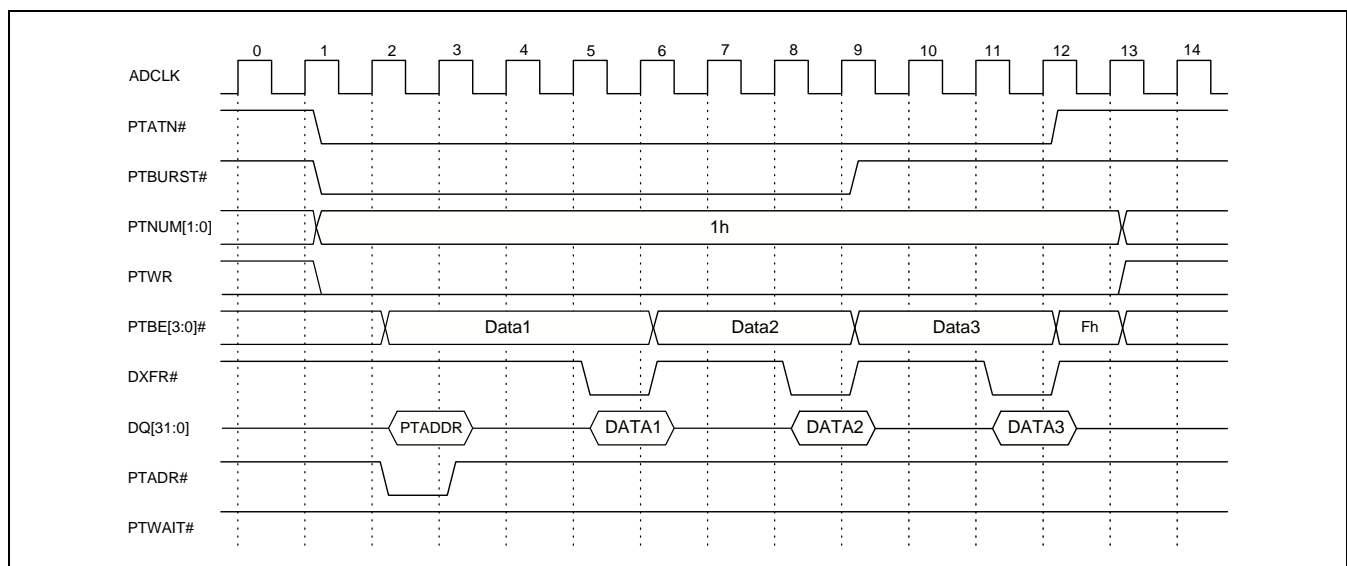 0 1 2 3 4 5 6 7 8 9 10 11 12 13 14
ADCLK
PTATN#
PTBURST#
PTNUM[1:0] 1h
PTWR
PTBE[3:0]# Data1 Data2 Data3 Fh
DXFR#
DQ[31:0] PTADDR DATA1 DATA2 DATA3
PTADR#
PTWAIT#